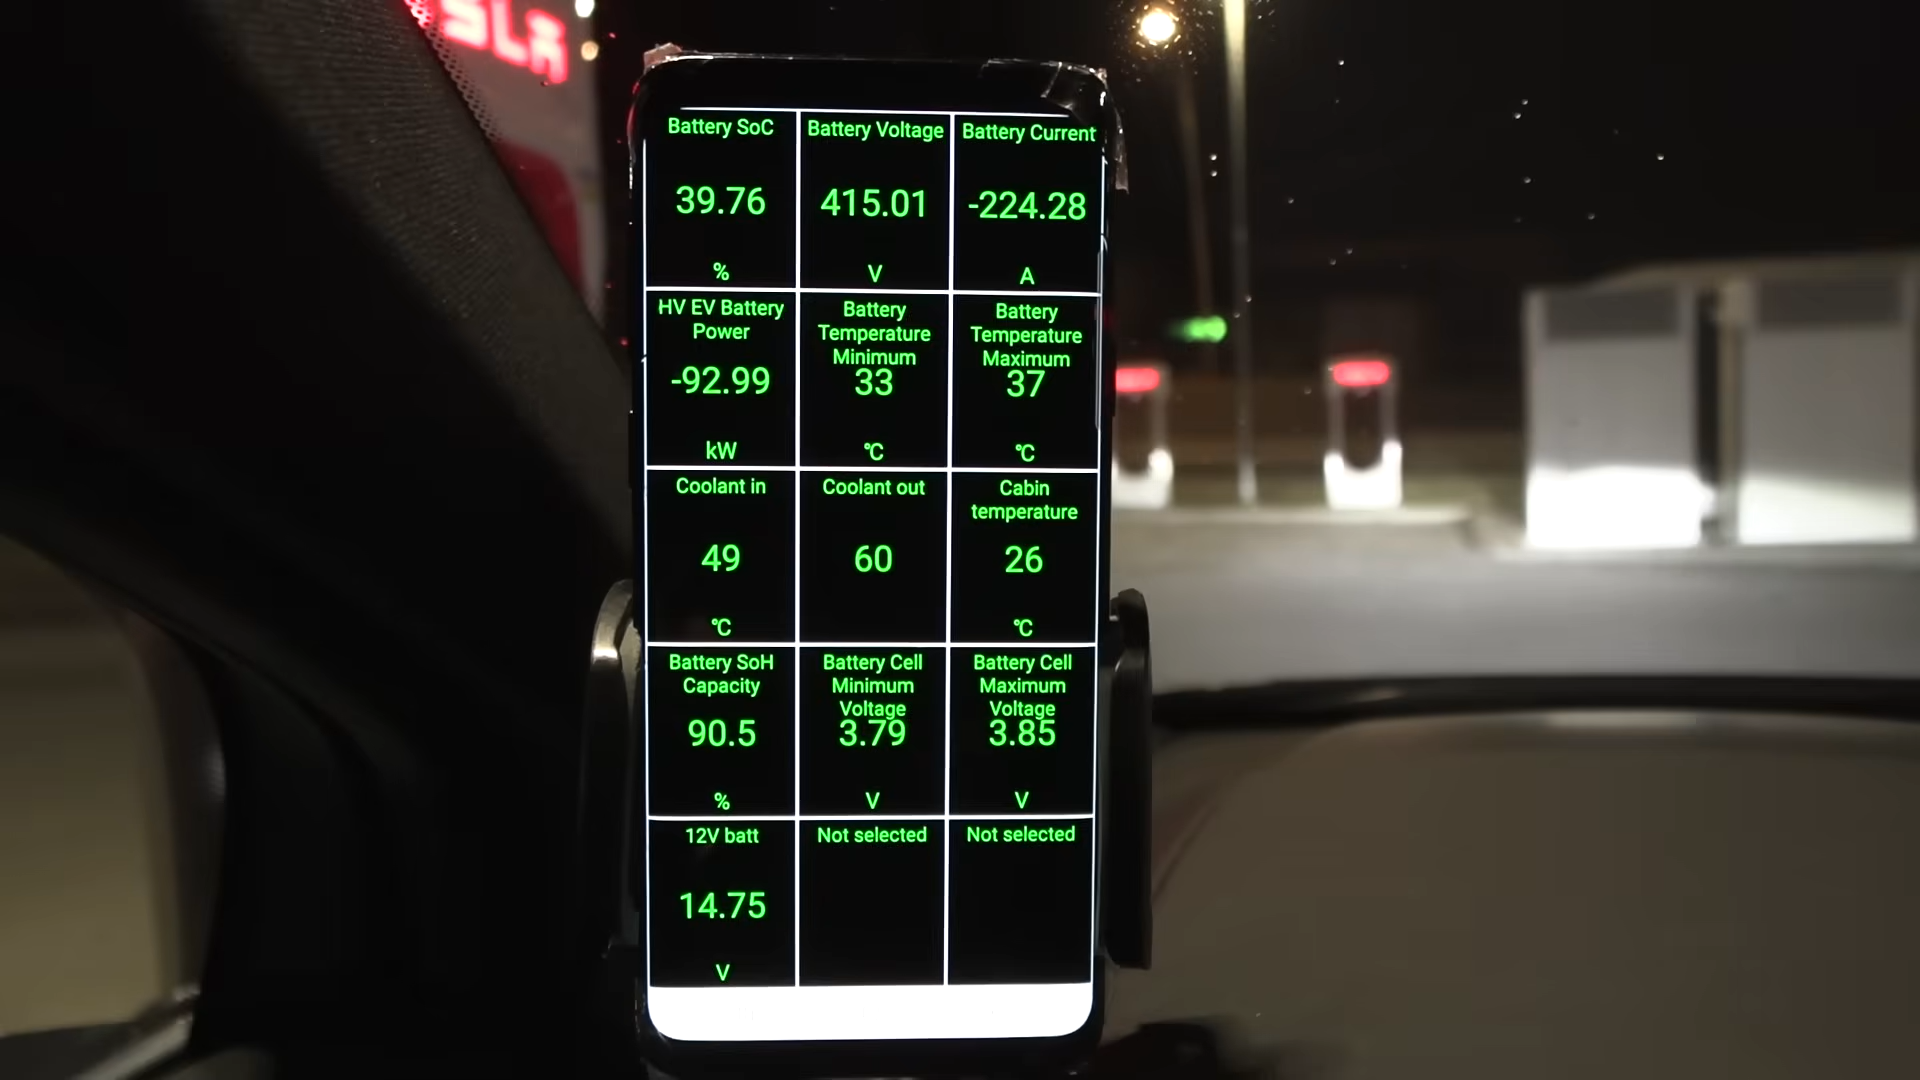 SLA
Battery SoC
39.76
%
Battery Voltage
415.01
V
Battery Current
-224.28
A
HV EV Battery
Power
-92.99
kW
Battery
Temperature
Minimum
33
℃
Battery
Temperature
Maximum
37
℃
Coolant in
49
℃
Coolant out
60
Cabin
temperature
26
℃
Battery SoH
Capacity
90.5
%
Battery Cell
Minimum
Voltage
3.79
V
Battery Cell
Maximum
Voltage
3.85
V
12V batt
14.75
V
Not selected
Not selected